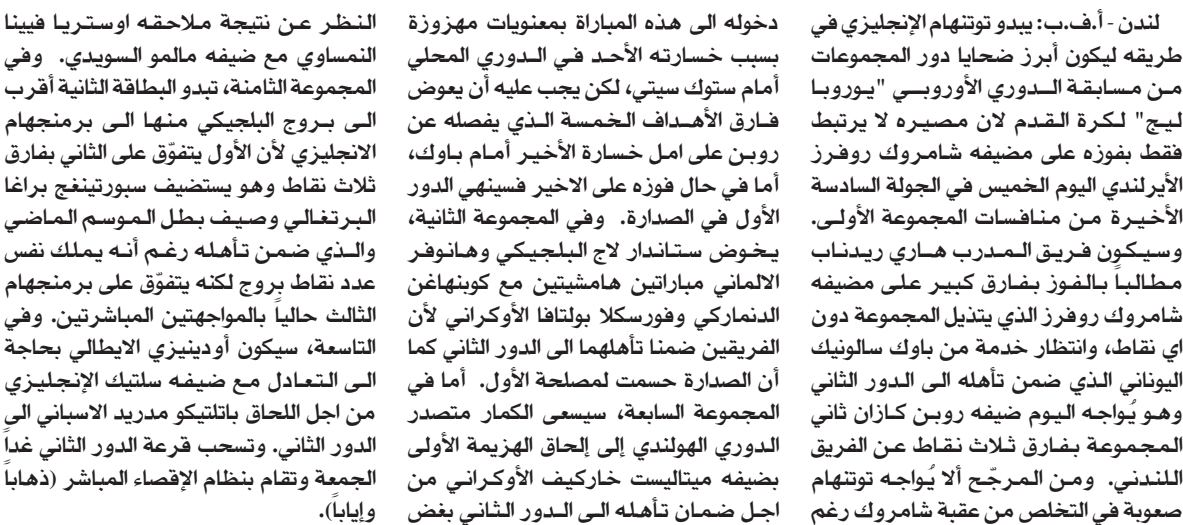 لندن - أ.ف.ب: يبدو توتنهام الإنجليزي في
طريقه ليكون أبرز ضحايا دور المجموعات
من مسابقة الدوري الأوروبي "يوروبا
ليج" لكرة القدم لان مصيره لا يرتبط
فقط بفوزه على مضيفه شامروك روفرز
الأيرلندي اليوم الخميس في الجولة السادسة
الأخيرة من منافسات المجموعة الأولى.
وسيكون فريق المدرب هاري ريدناب
مطالباً بالفوز بفارق كبير على مضيفه
شامروك روفرز الذي يتذيل المجموعة دون
اي نقاط، وانتظار خدمة من باوك سالونيك
اليوناني الذي ضمن تأهله الى الدور الثاني
وهو يُواجه اليوم ضيفه روبن كازان ثاني
المجموعة بفارق ثلاث نقاط عن الفريق
اللندني. ومن المرجّح ألا يُواجه توتنهام
صعوبة في التخلص من عقبة شامروك رغم
دخوله الى هذه المباراة بمعنويات مهزوزة
بسبب خسارته الأحد في الدوري المحلي
أمام ستوك سيتي، لكن يجب عليه أن يعوض
فارق الأهداف الخمسة الذي يفصله عن
روبن على امل خسارة الأخير أمام باوك،
أما في حال فوزه على الاخير فسينهي الدور
الأول في الصدارة. وفي المجموعة الثانية،
يخوض ستاندار لاج البلجيكي وهانوفر
الالماني مباراتين هامشيتين مع كوبنهاغن
الدنماركي وفورسكلا بولتافا الأوكراني لأن
الفريقين ضمنا تأهلهما الى الدور الثاني كما
أن الصدارة حسمت لمصلحة الأول. أما في
المجموعة السابعة، سيسعى الكمار متصدر
الدوري الهولندي إلى إلحاق الهزيمة الأولى
بضيفه ميتاليست خاركيف الأوكراني من
اجل ضمان تأهله الى الدور الثاني بغض
النظر عن نتيجة ملاحقه اوستريا فيينا
النمساوي مع ضيفه مالمو السويدي. وفي
المجموعة الثامنة، تبدو البطاقة الثانية أقرب
الى بروج البلجيكي منها الى برمنجهام
الانجليزي لأن الأول يتفوّق على الثاني بفارق
ثلاث نقاط وهو يستضيف سبورتينغج براغا
البرتغالي وصيف بطل الموسم الماضي
والذي ضمن تأهله رغم أنه يملك نفس
عدد نقاط بروج لكنه يتفوّق على برمنجهام
الثالث حالياً بالمواجهتين المباشرتين. وفي
التاسعة، سيكون أودينيزي الايطالي بحاجة
الى التعادل مع ضيفه سلتيك الإنجليزي
من اجل اللحاق باتلتيكو مدريد الاسباني الى
الدور الثاني. وتسحب قرعة الدور الثاني غداً
الجمعة وتقام بنظام الإقصاء المباشر (ذهاباً
وإياباً).